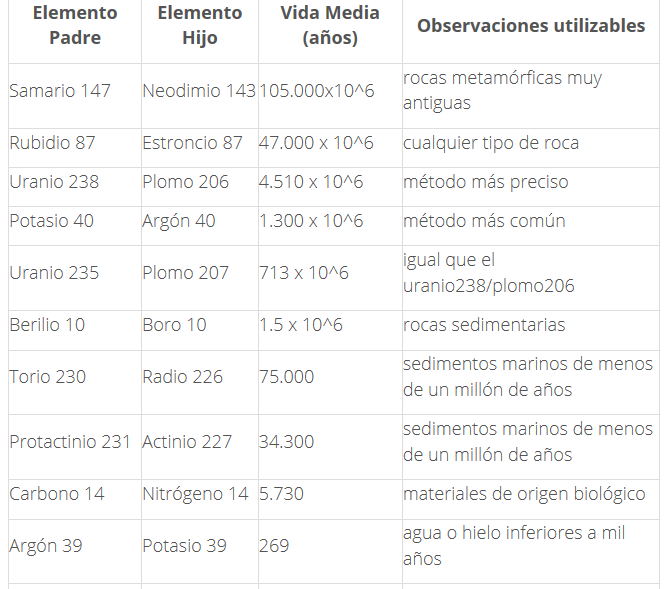 Elemento Padre | Elemento Hijo | Vida Media (años) | Observaciones utilizables
Samario 147 | Neodimio 143 | 105.000x10^6 | rocas metamórficas muy antiguas
Rubidio 87 | Estroncio 87 | 47.000 x 10^6 | cualquier tipo de roca
Uranio 238 | Plomo 206 | 4.510 x 10^6 | método más preciso
Potasio 40 | Argón 40 | 1.300 x 10^6 | método más común
Uranio 235 | Plomo 207 | 713 x 10^6 | igual que el uranio238/plomo206
Berilio 10 | Boro 10 | 1.5 x 10^6 | rocas sedimentarias
Torio 230 | Radio 226 | 75.000 | sedimentos marinos de menos de un millón de años
Protactinio 231 | Actinio 227 | 34.300 | sedimentos marinos de menos de un millón de años
Carbono 14 | Nitrógeno 14 | 5.730 | materiales de origen biológico
Argón 39 | Potasio 39 | 269 | agua o hielo inferiores a mil años